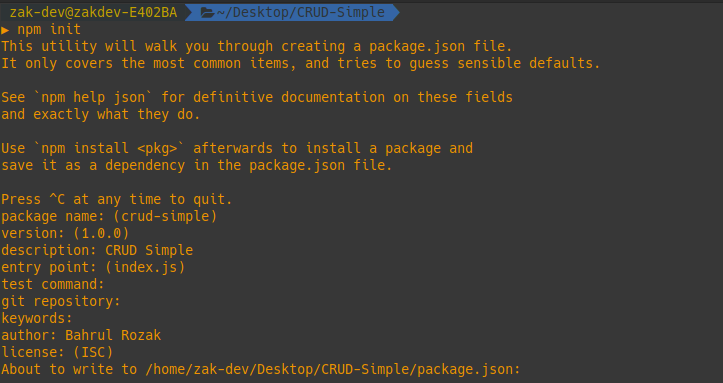 zak-dev@zakdev-E402BA ~/Desktop/CRUD-Simple
▶ npm init
This utility will walk you through creating a package.json file.
It only covers the most common items, and tries to guess sensible defaults.
See `npm help json` for definitive documentation on these fields
and exactly what they do.
Use `npm install <pkg>` afterwards to install a package and
save it as a dependency in the package.json file.
Press ^C at any time to quit.
package name: (crud-simple)
version: (1.0.0)
description: CRUD Simple
entry point: (index.js)
test command:
git repository:
keywords:
author: Bahrul Rozak
license: (ISC)
About to write to /home/zak-dev/Desktop/CRUD-Simple/package.json: